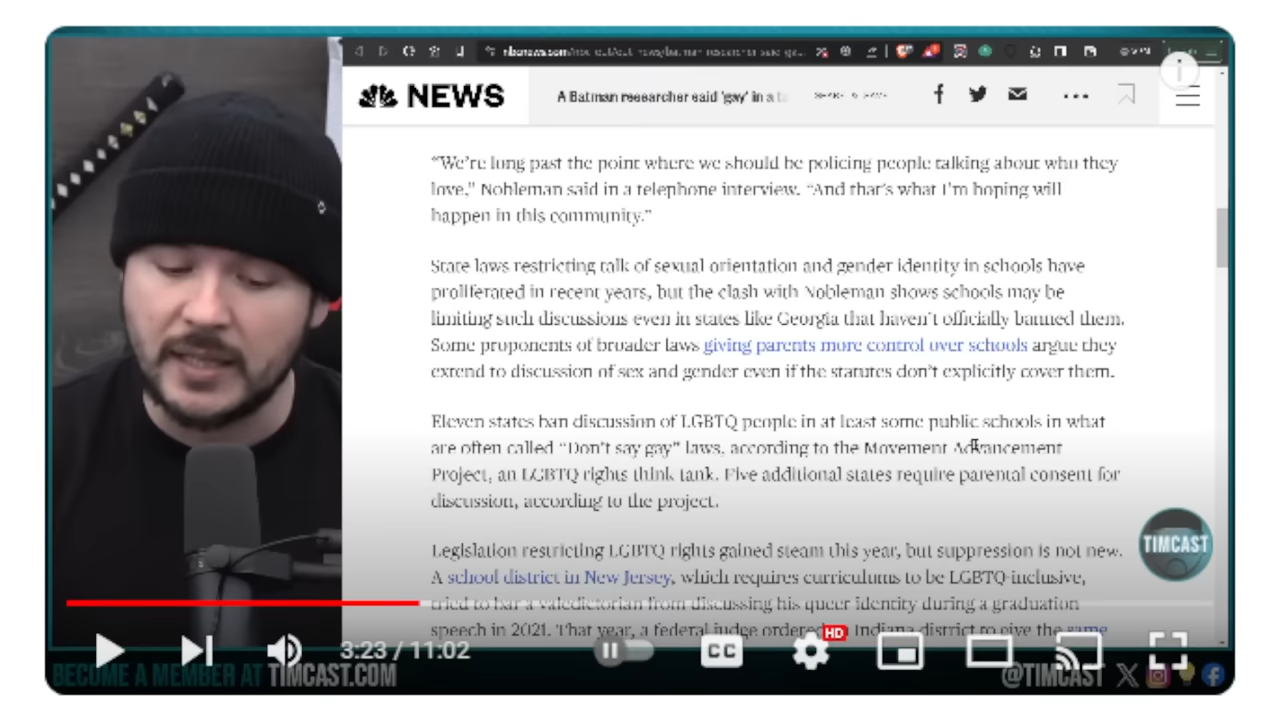 nbcnews.com
NEWS
A Batman researcher said 'gay' in a ta
“We’re long past the point where we should be policing people talking about who they
love,” Nobleman said in a telephone interview. “And that’s what I’m hoping will
happen in this community.”
State laws restricting talk of sexual orientation and gender identity in schools have
proliferated in recent years, but the clash with Nobleman shows schools may be
limiting such discussions even in states like Georgia that haven’t officially banned them.
Some proponents of broader laws giving parents more control over schools argue they
extend to discussion of sex and gender even if the statutes don’t explicitly cover them.
Eleven states ban discussion of LGBTQ people in at least some public schools in what
are often called “Don’t say gay” laws, according to the Movement Advancement
Project, an LGBTQ rights think tank. Five additional states require parental consent for
discussion, according to the project.
TIMCAST
Legislation restricting LGBTQ rights gained steam this year, but suppression is not new.
A school district in New Jersey, which requires curriculums to be LGBTQ-inclusive,
tried to bar a valedictorian from discussing his queer identity during a graduation
speech in 2021. That year, a federal judge ordered Indiana district to give the same
3:23 / 11:02
CC
HD
BECOME A MEMBER AT TIMCAST.COM
@TIMCAST